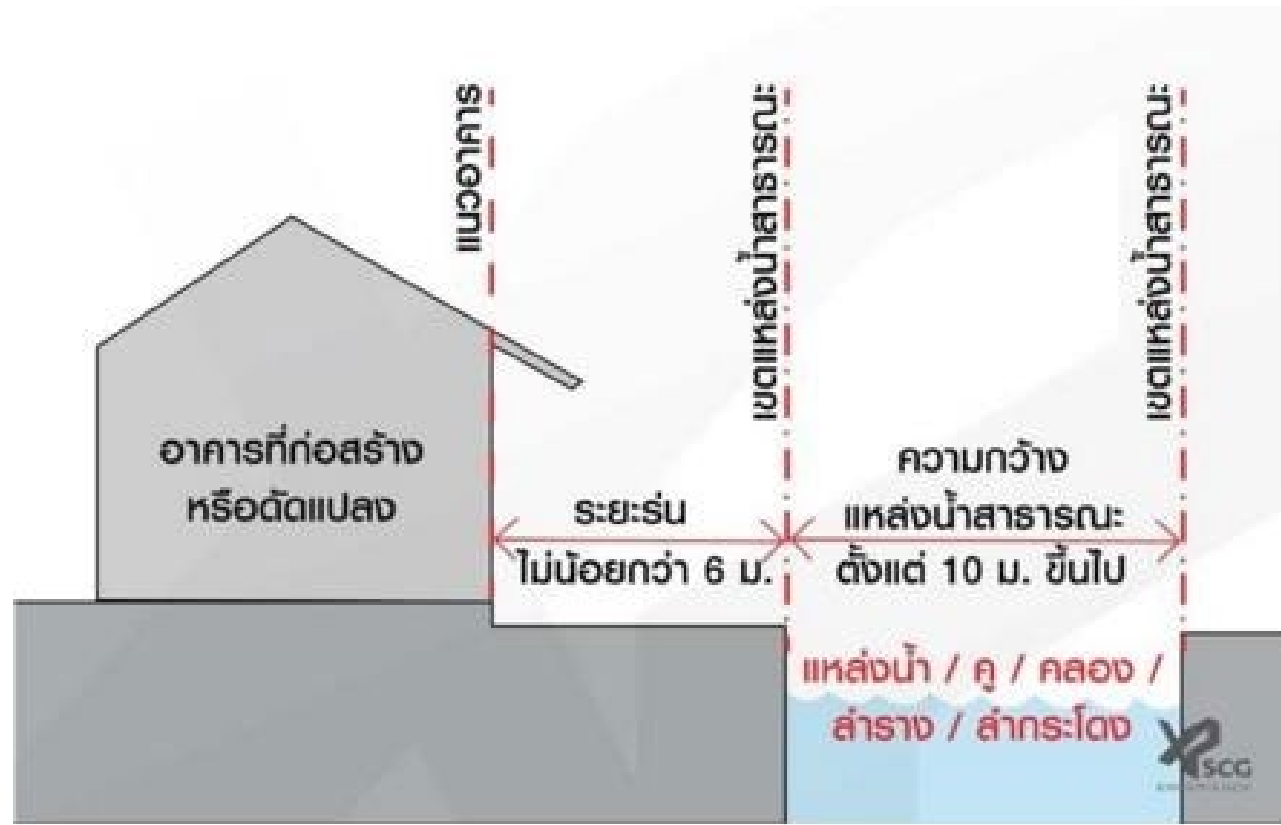 แนวอาคาร
เขตแหล่งน้ำสาธารณะ
เขตแหล่งน้ำสาธารณะ
อาคารที่ก่อสร้าง
หรือดัดแปลง
ระยะร่น
ไม่น้อยกว่า 6 ม.
ความกว้าง
แหล่งน้ำสาธารณะ
ตั้งแต่ 10 ม. ขึ้นไป
แหล่งน้ำ / คู / คลอง /
ลำราง / ลำกระโดง
SCG